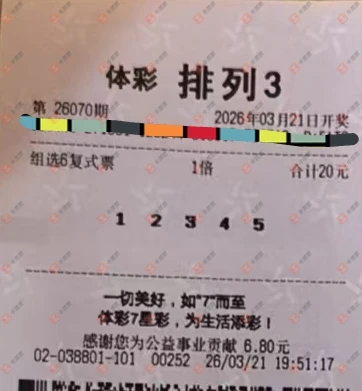 体彩 排列3
第 26070期 2026年03月21日开奖
组选6复式票 1倍 合计20元
1 2 3 4 5
一切美好，如"7"而至
体彩7星彩，为生活添彩！
感谢您为公益事业贡献 6.80元
02-038801-101 00252 26/03/21 19:51:17